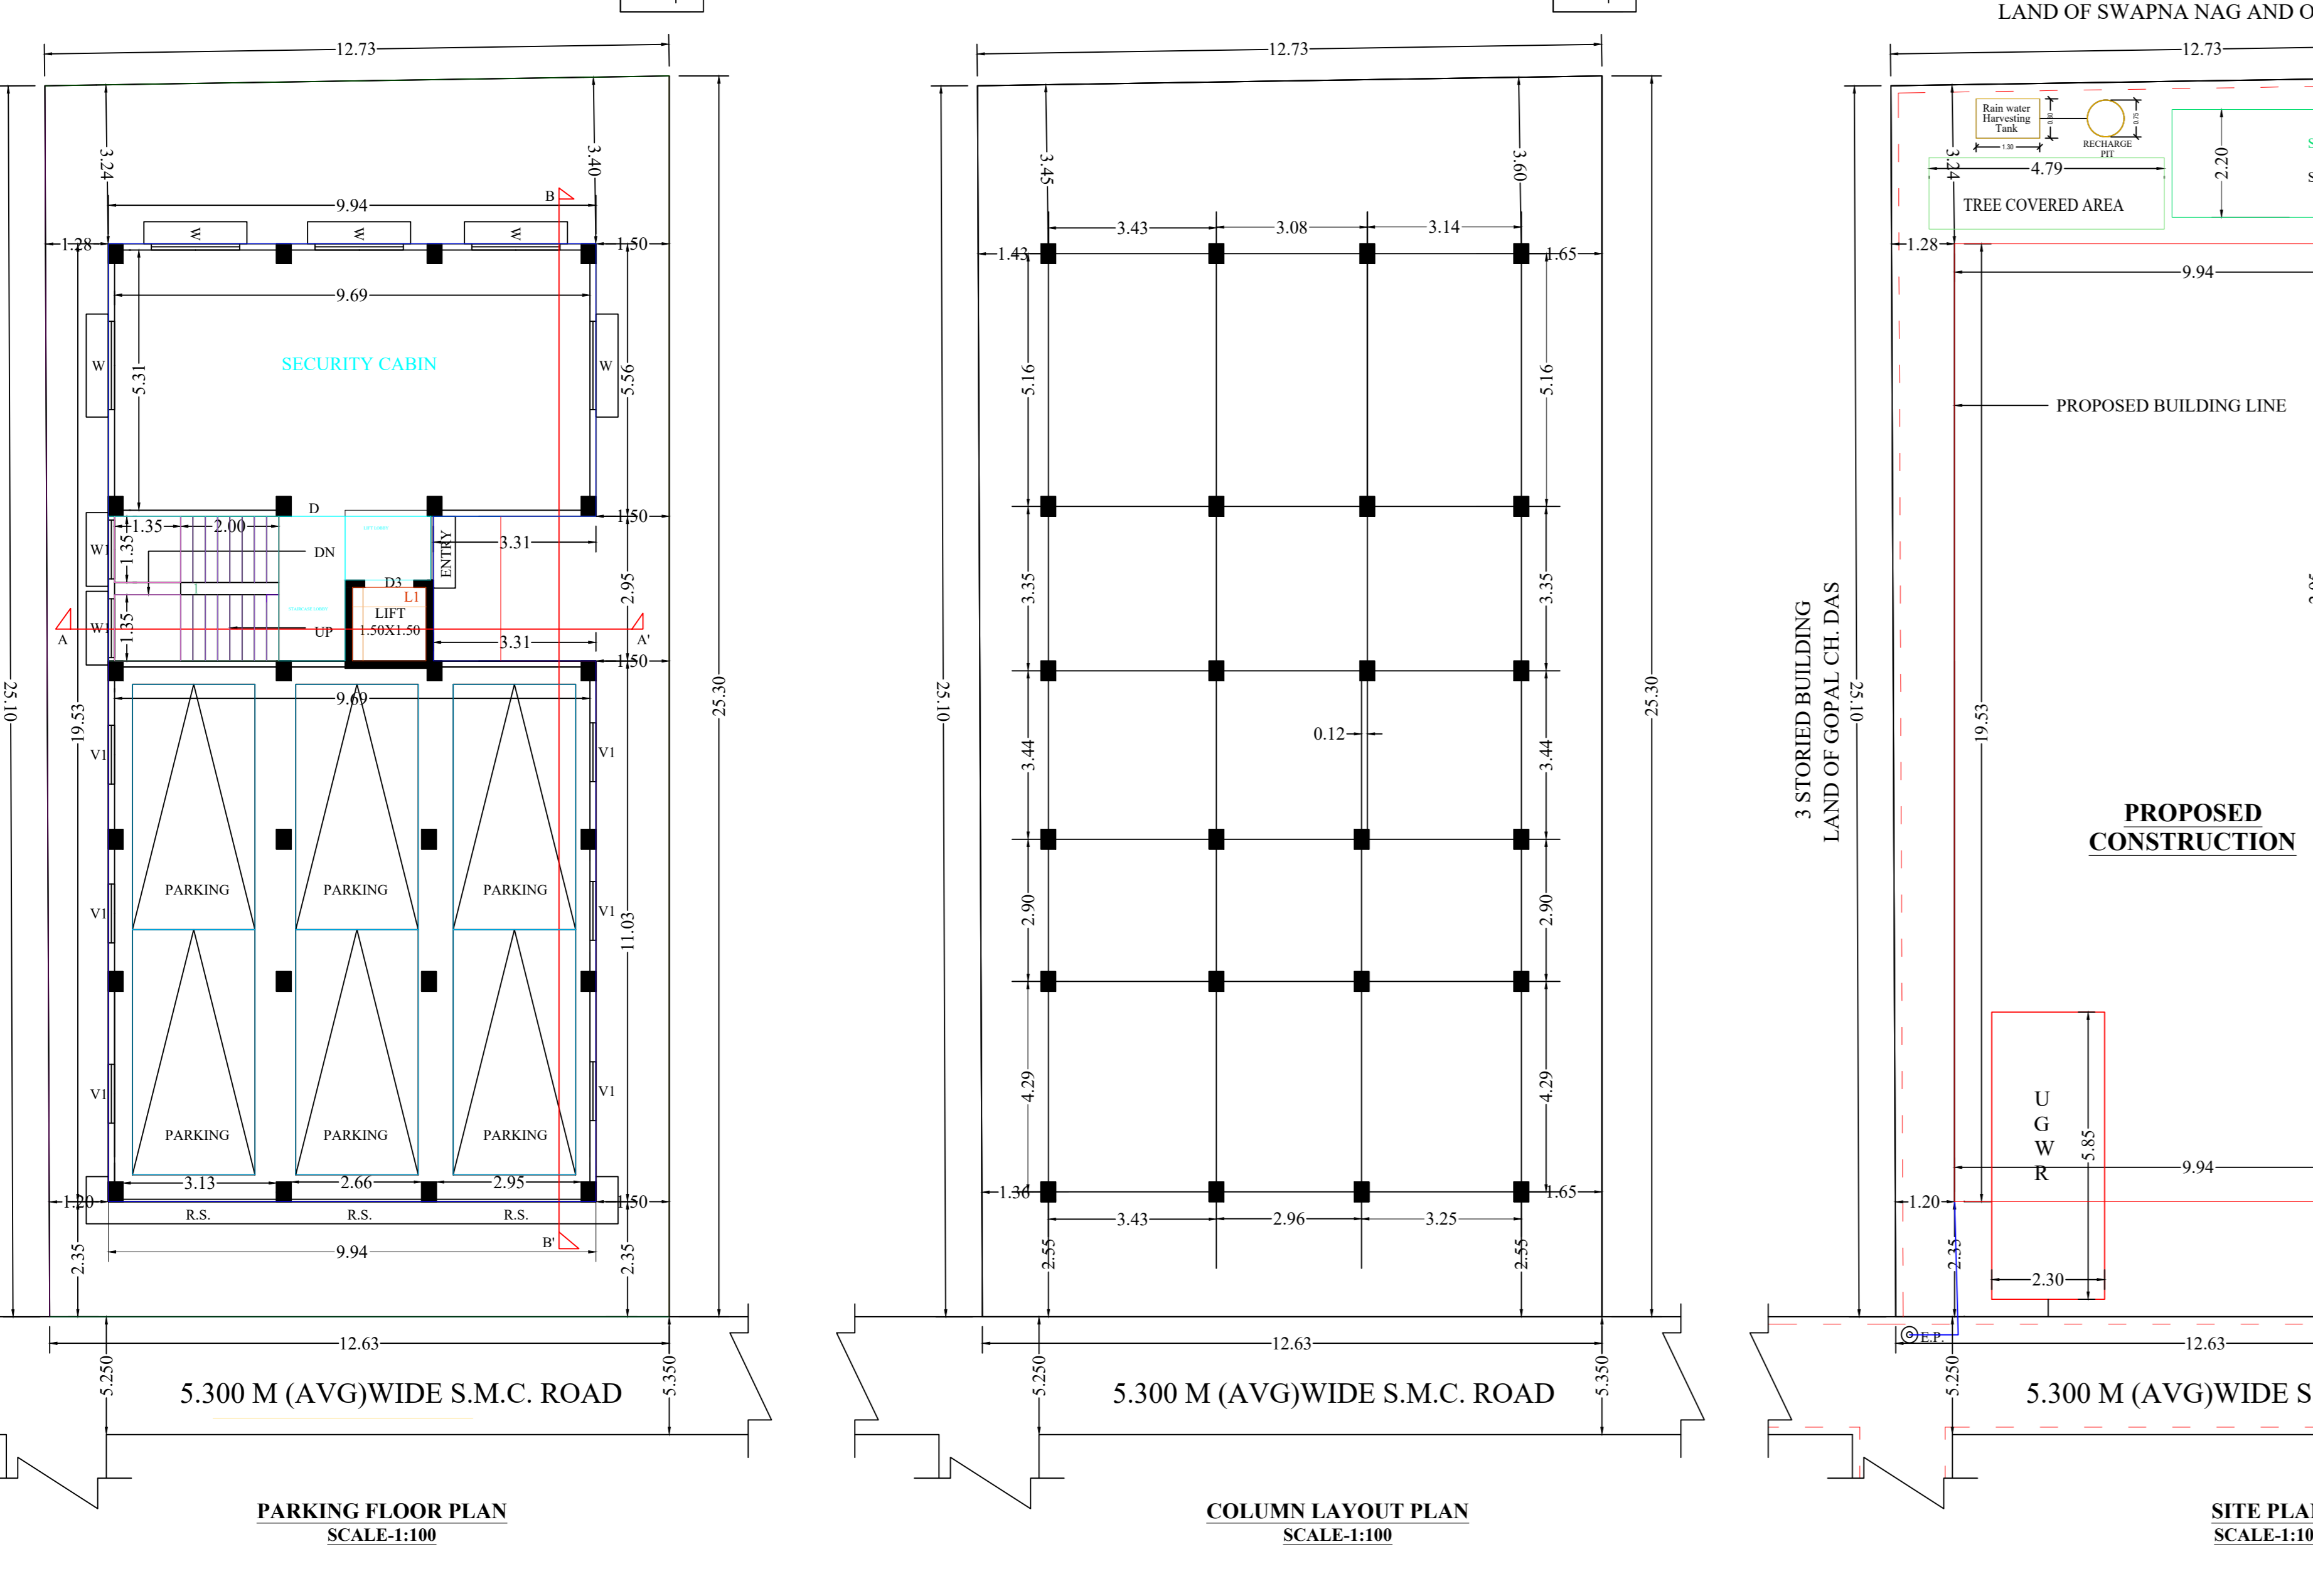 12.73
3.24
3.40
B
9.94
W
W
W
1.28
1.50
9.69
W
5.31
SECURITY CABIN
W
5.56
D
1.50
1.35
2.00
W1
1.35
DN
ENTRY
3.31
D3
L1
LIFT
1.50X1.50
2.95
W1
1.35
UP
A
A'
3.31
1.50
9.69
25.10
19.53
25.30
V1
V1
PARKING
PARKING
PARKING
V1
V1
11.03
V1
V1
PARKING
PARKING
PARKING
3.13
2.66
2.95
1.20
1.50
R.S.
R.S.
R.S.
B'
9.94
2.35
2.35
12.63
5.250
5.350
5.300 M (AVG)WIDE S.M.C. ROAD
PARKING FLOOR PLAN
SCALE-1:100
12.73
3.45
3.60
3.43
3.08
3.14
1.43
1.65
5.16
5.16
3.35
3.35
25.10
25.30
3.44
0.12
3.44
2.90
2.90
4.29
4.29
1.36
1.65
3.43
2.96
3.25
2.55
2.55
12.63
5.250
5.350
5.300 M (AVG)WIDE S.M.C. ROAD
COLUMN LAYOUT PLAN
SCALE-1:100
LAND OF SWAPNA NAG AND O
12.73
Rain water
Harvesting
Tank
0.75
1.30
RECHARGE
PIT
3.24
4.79
2.20
TREE COVERED AREA
1.28
9.94
PROPOSED BUILDING LINE
3 STORIED BUILDING
LAND OF GOPAL CH. DAS
25.10
19.53
PROPOSED
CONSTRUCTION
U
G
W
R
5.85
9.94
1.20
2.35
2.30
E.P.
12.63
5.250
5.300 M (AVG)WIDE S
SITE PLA
SCALE-1:10